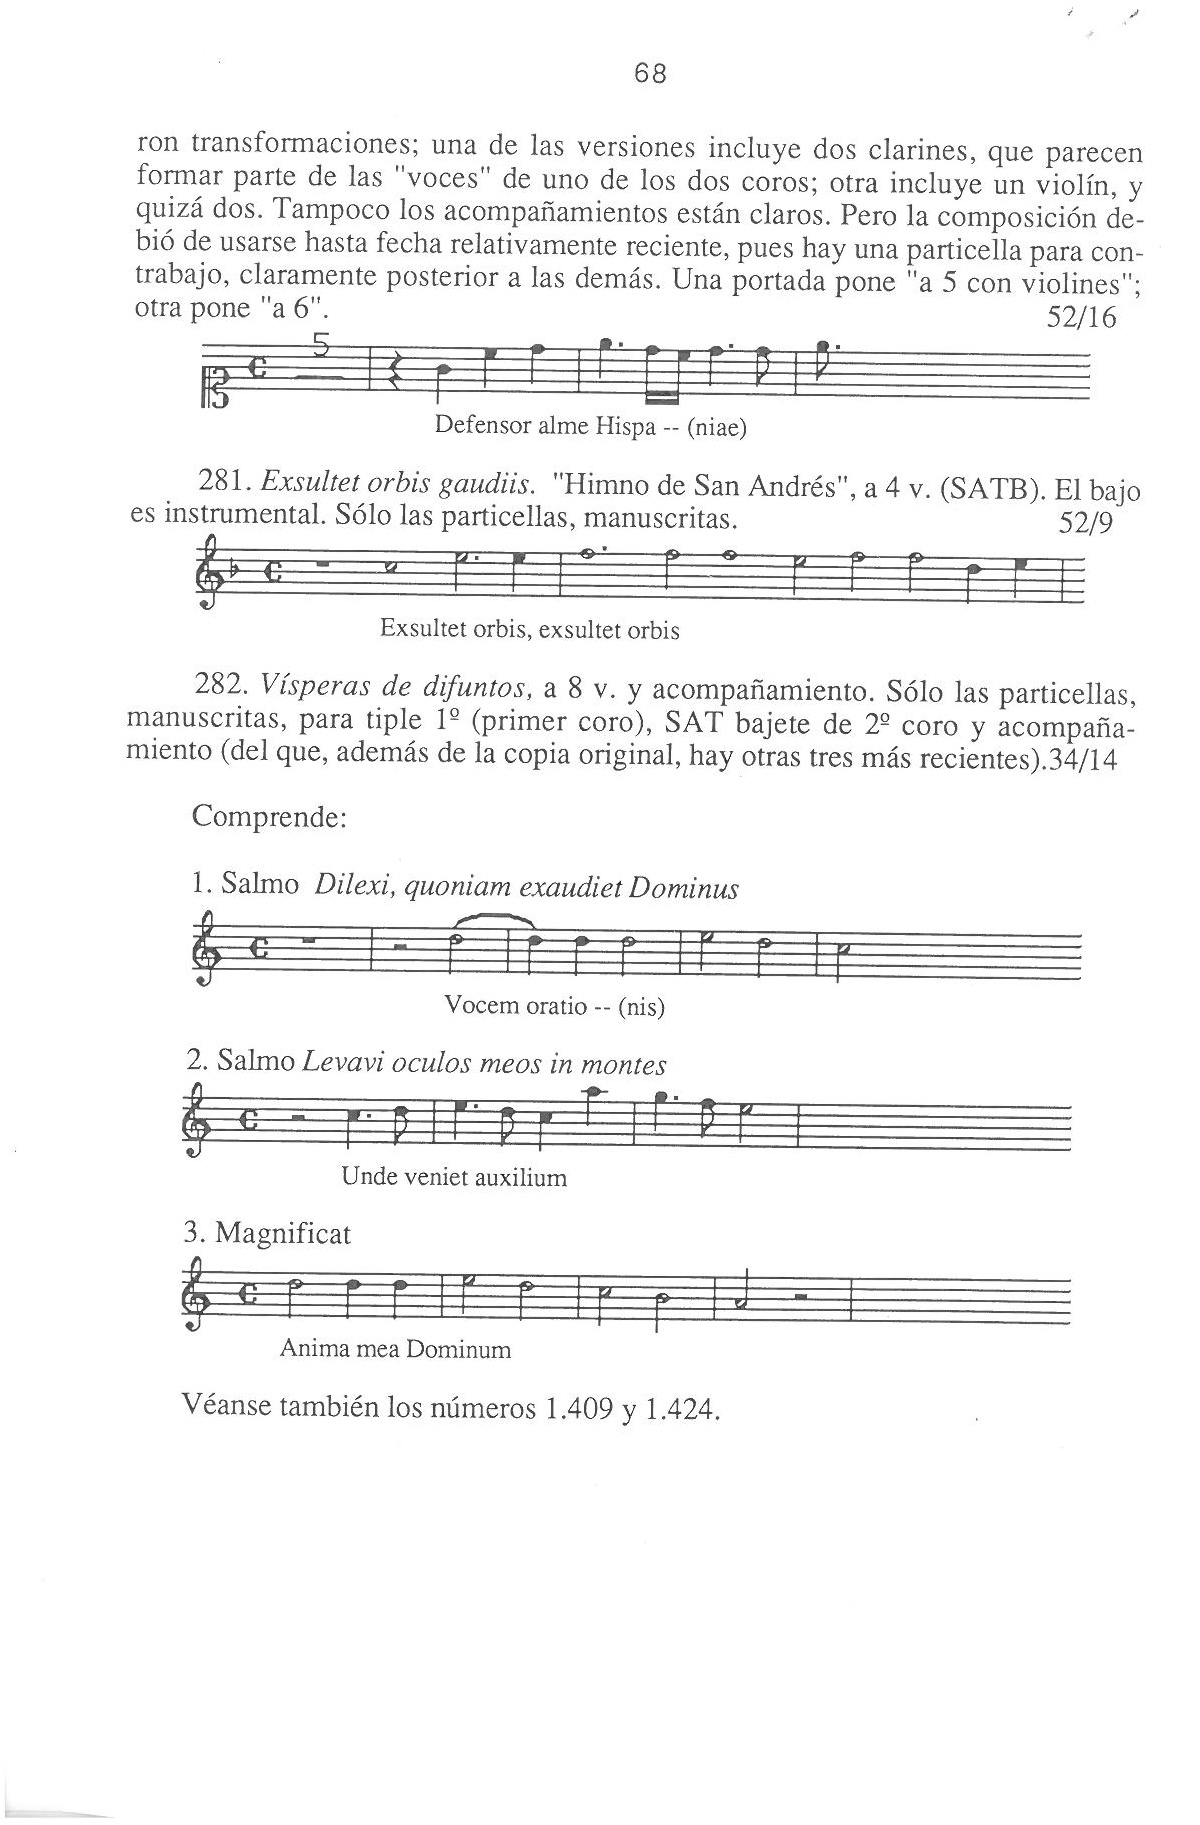 68
ron transformaciones; una de las versiones incluye dos clarines, que parecen
formar parte de las "voces" de uno de los dos coros; otra incluye un violín, y
quizá dos. Tampoco los acompañamientos están claros. Pero la composición de-
bió de usarse hasta fecha relativamente reciente, pues hay una particella para con-
trabajo, claramente posterior a las demás. Una portada pone "a 5 con violines";
otra pone "a 6". 52/16
5
Defensor alme Hispa -- (niae)
281. Exsultet orbis gaudiis. "Himno de San Andrés", a 4 v. (SATB). El bajo
es instrumental. Sólo las particellas, manuscritas. 52/9
Exsultet orbis, exsultet orbis
282. Vísperas de difuntos, a 8 v. y acompañamiento. Sólo las particellas,
manuscritas, para tiple 1º (primer coro), SAT bajete de 2º coro y acompaña-
miento (del que, además de la copia original, hay otras tres más recientes).34/14
Comprende:
1. Salmo Dilexi, quoniam exaudiet Dominus
Vocem oratio -- (nis)
2. Salmo Levavi oculos meos in montes
Unde veniet auxilium
3. Magnificat
Anima mea Dominum
Véanse también los números 1.409 y 1.424.